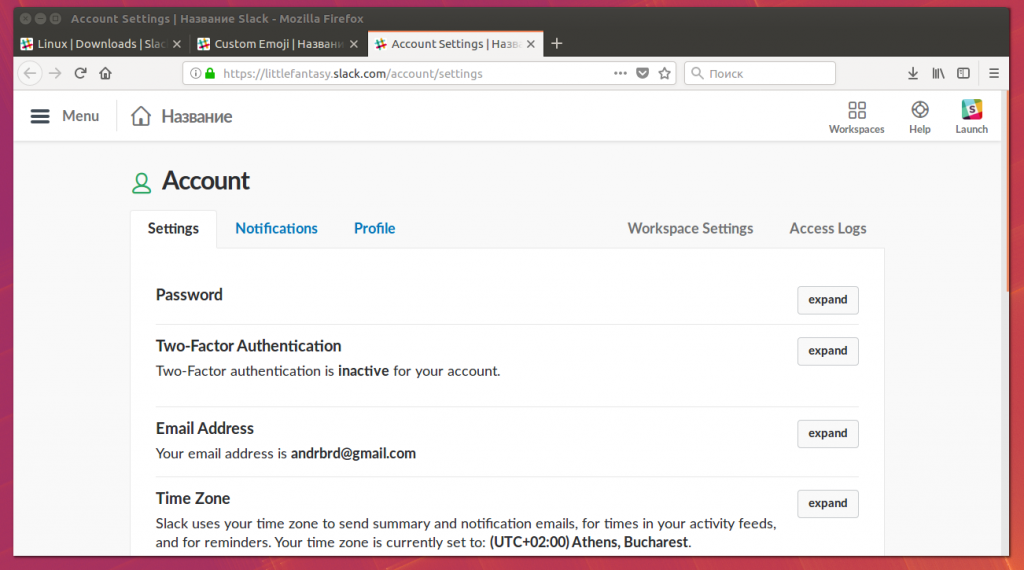 Account Settings | Название Slack - Mozilla Firefox
Linux | Downloads | Slac
Custom Emoji | Названи
Account Settings | Назва
https://littlefantasy.slack.com/account/settings
Поиск
Menu
Название
Workspaces
Help
Launch
Account
Settings
Notifications
Profile
Workspace Settings
Access Logs
Password
expand
Two-Factor Authentication
expand
Two-Factor authentication is inactive for your account.
Email Address
expand
Your email address is andrbrd@gmail.com
Time Zone
expand
Slack uses your time zone to send summary and notification emails, for times in your activity feeds,
and for reminders. Your time zone is currently set to: (UTC+02:00) Athens, Bucharest.